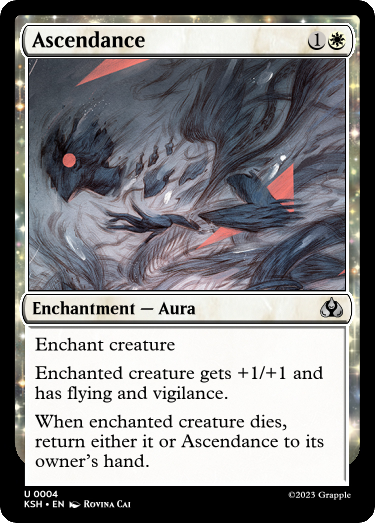 Ascendance 1
Enchantment — Aura
Enchant creature
Enchanted creature gets +1/+1 and
has flying and vigilance.
When enchanted creature dies,
return either it or Ascendance to its
owner's hand.
U 0004
KSH • EN Rovina Cai
©2023 Grapple